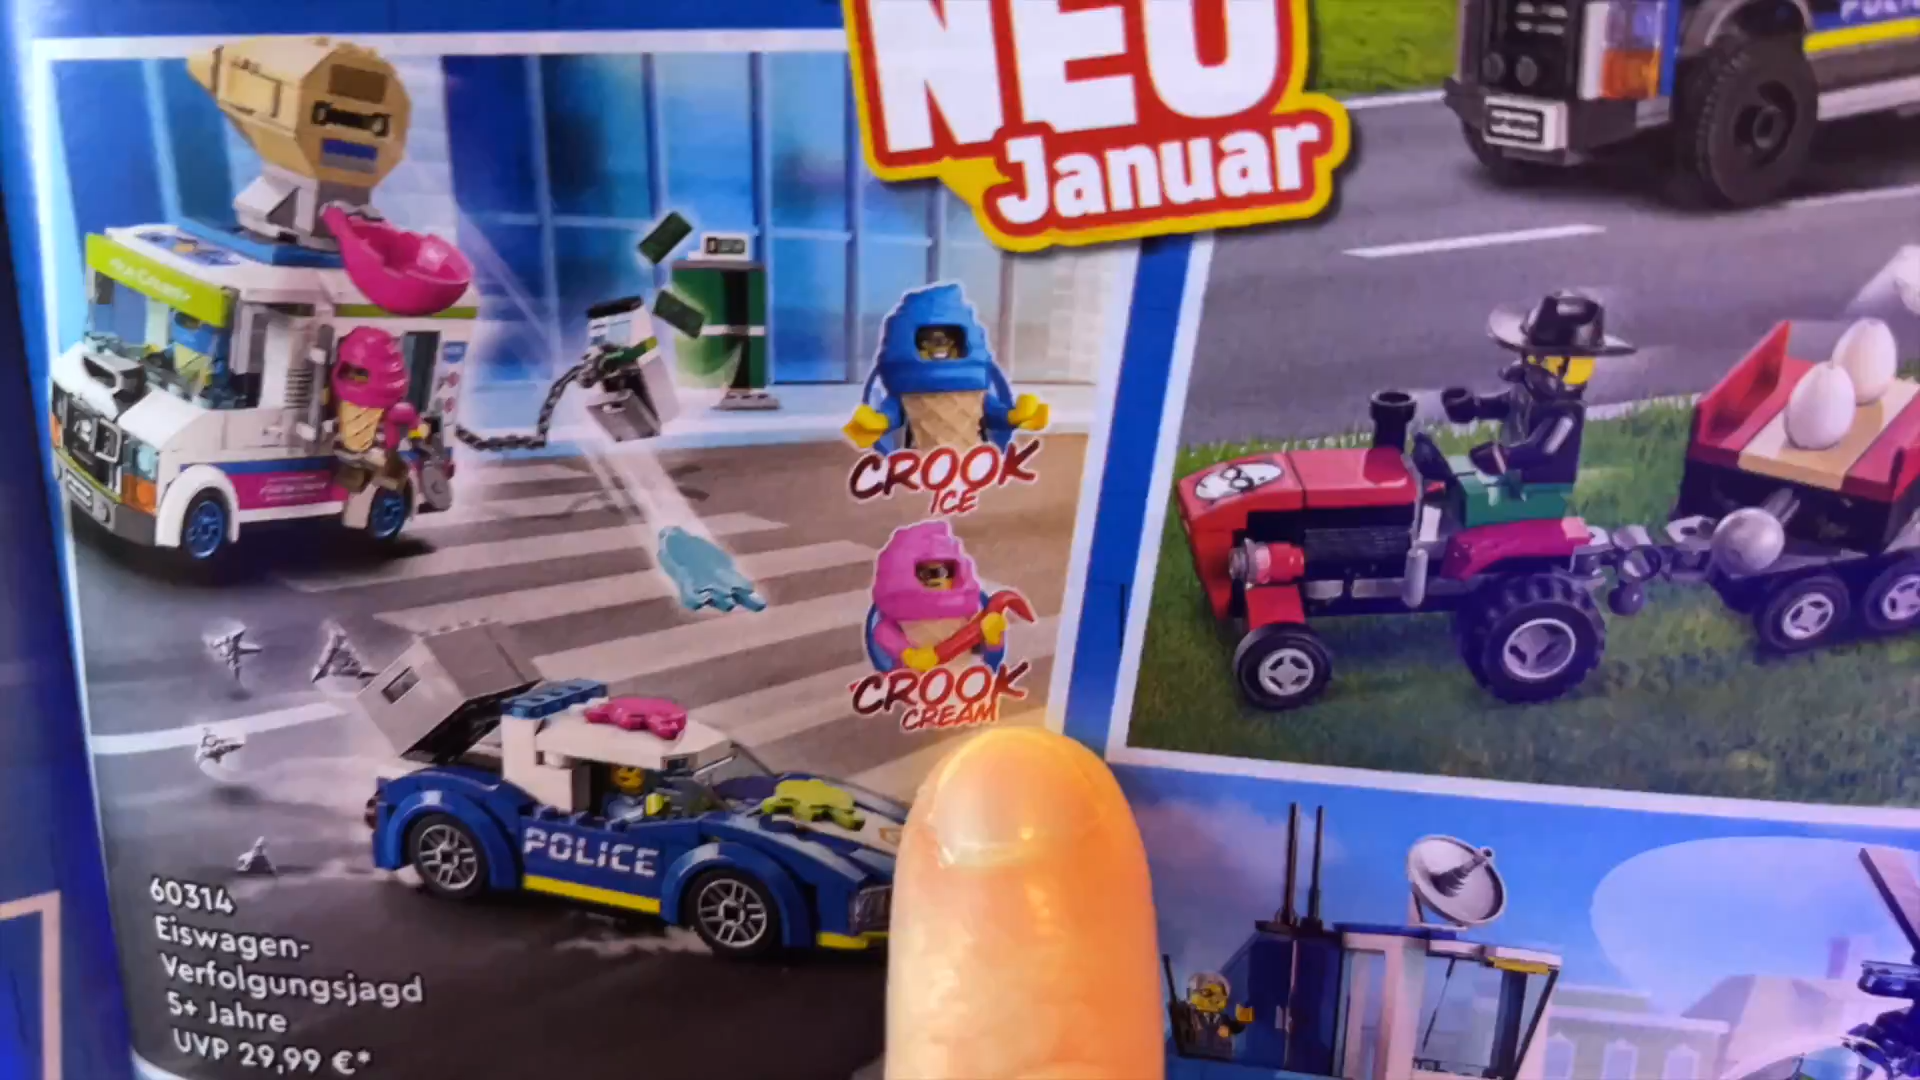 NEU
Januar
CROOK
ICE
CROOK
CREAM
POLICE
60314
Eiswagen-
Verfolgungsjagd
5+ Jahre
UVP 29,99 €*